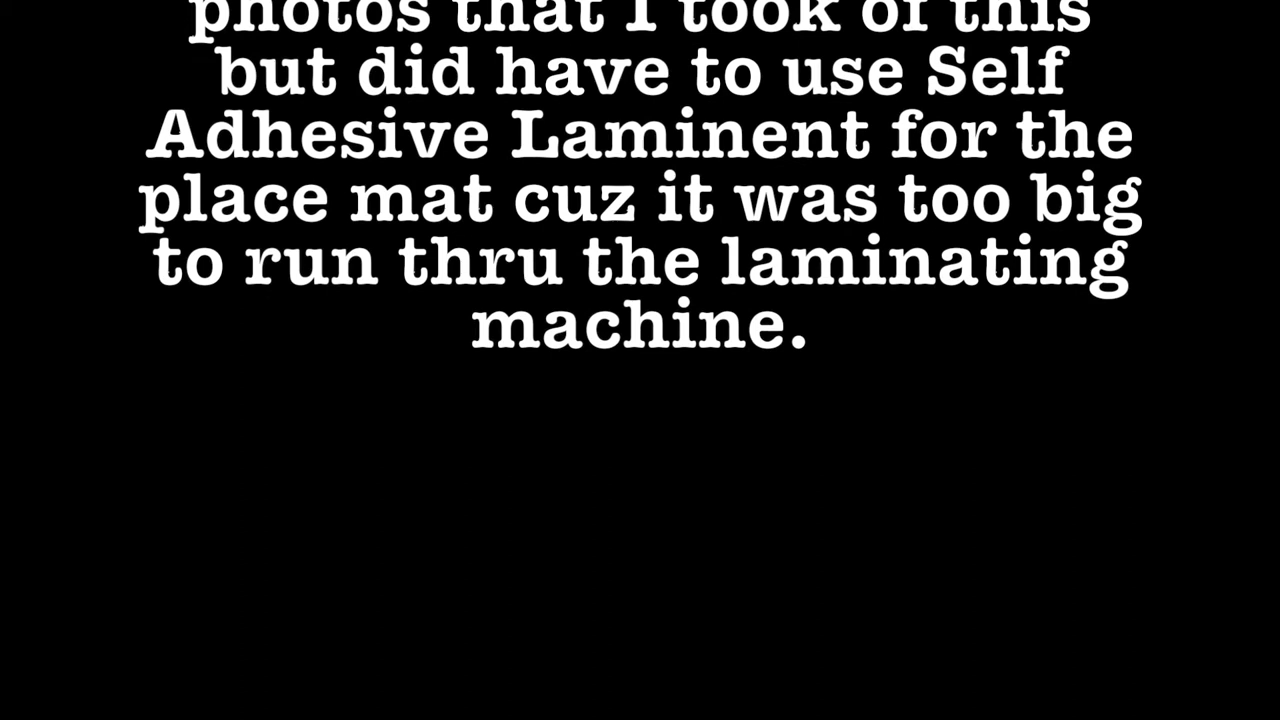 photos that I took of this
but did have to use Self
Adhesive Laminent for the
place mat cuz it was too big
to run thru the laminating
machine.